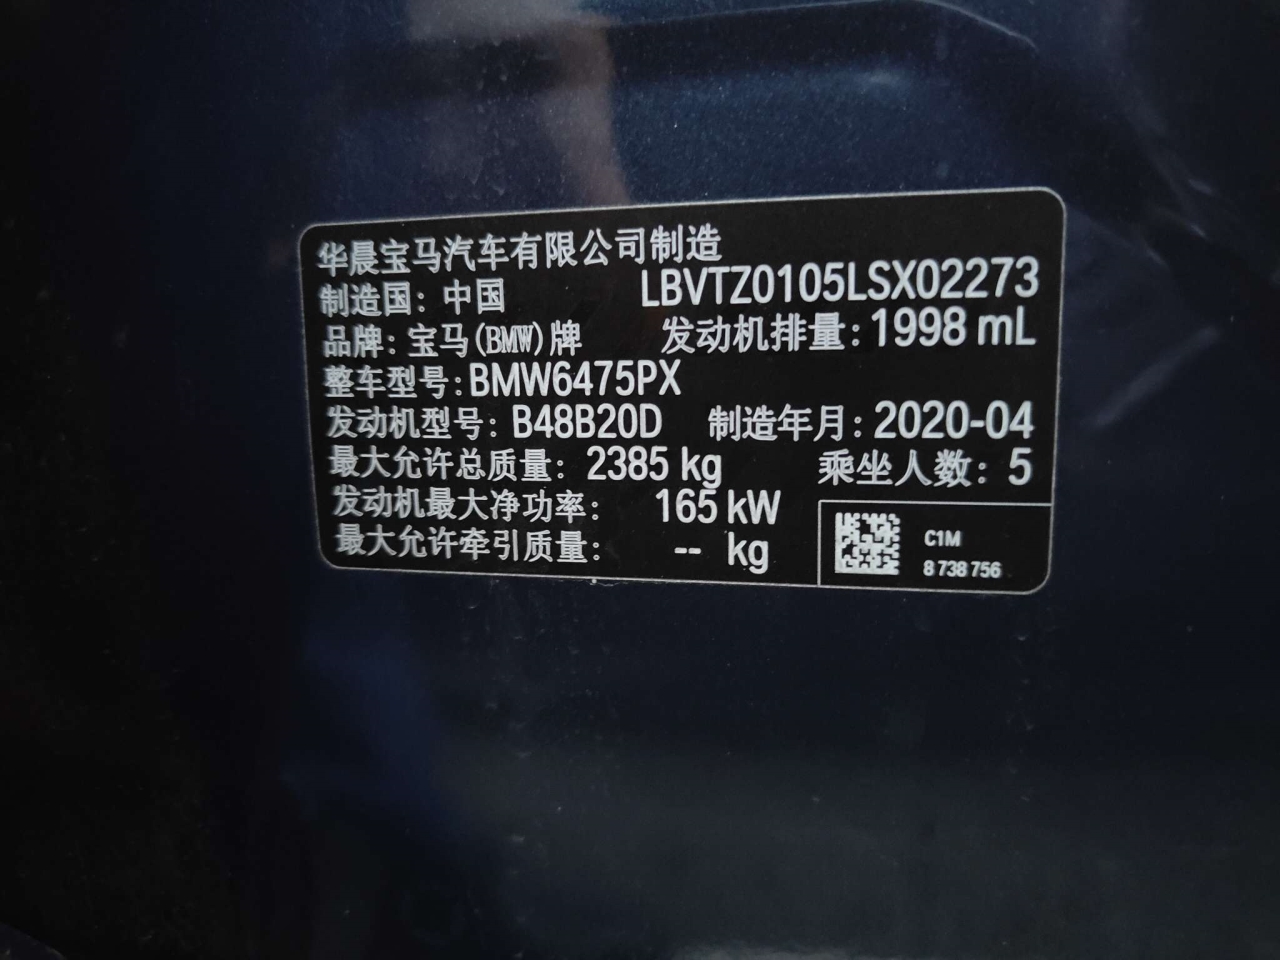 华晨宝马汽车有限公司制造
制造国：中国 LBVTZ0105LSX02273
品牌：宝马(BMW)牌 发动机排量：1998 mL
整车型号：BMW6475PX
发动机型号：B48B20D 制造年月：2020-04
最大允许总质量：2385 kg 乘坐人数：5
发动机最大净功率：165 kW
最大允许牵引质量：-- kg
C1M
8 738 756